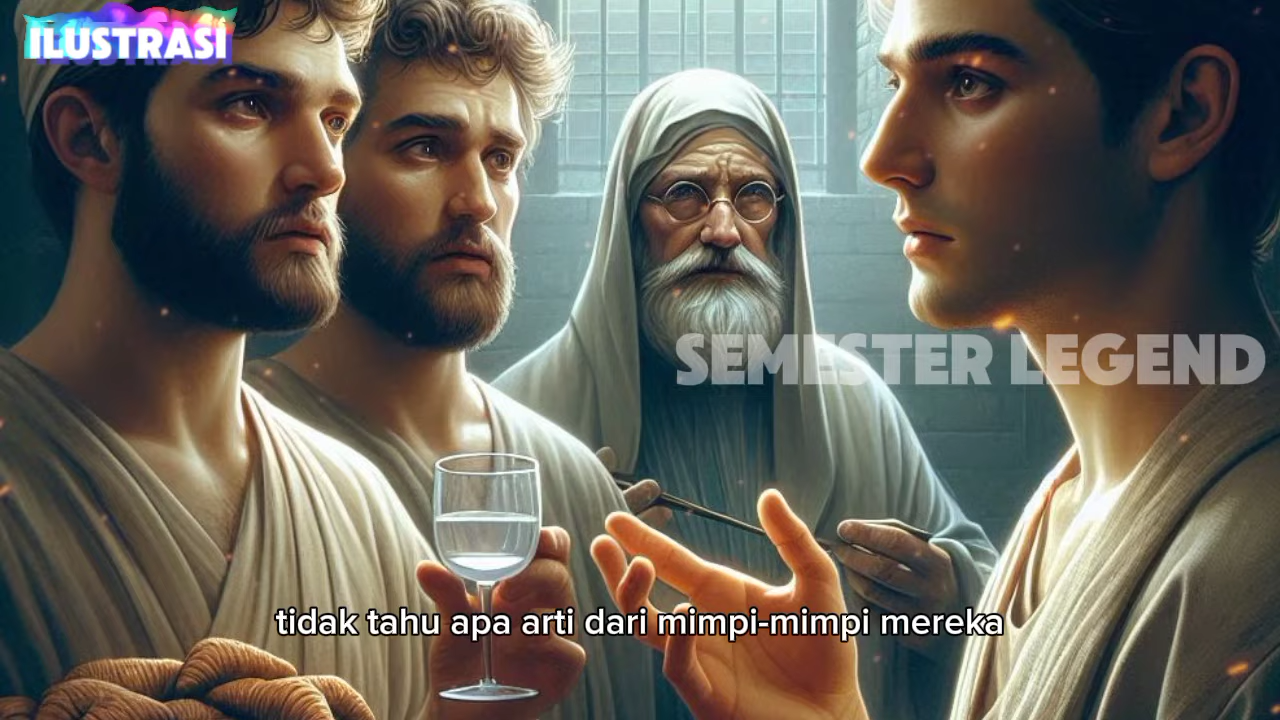 ILUSTRASI
SEMESTER LEGEND
tidak tahu apa arti dari mimpi-mimpi mereka